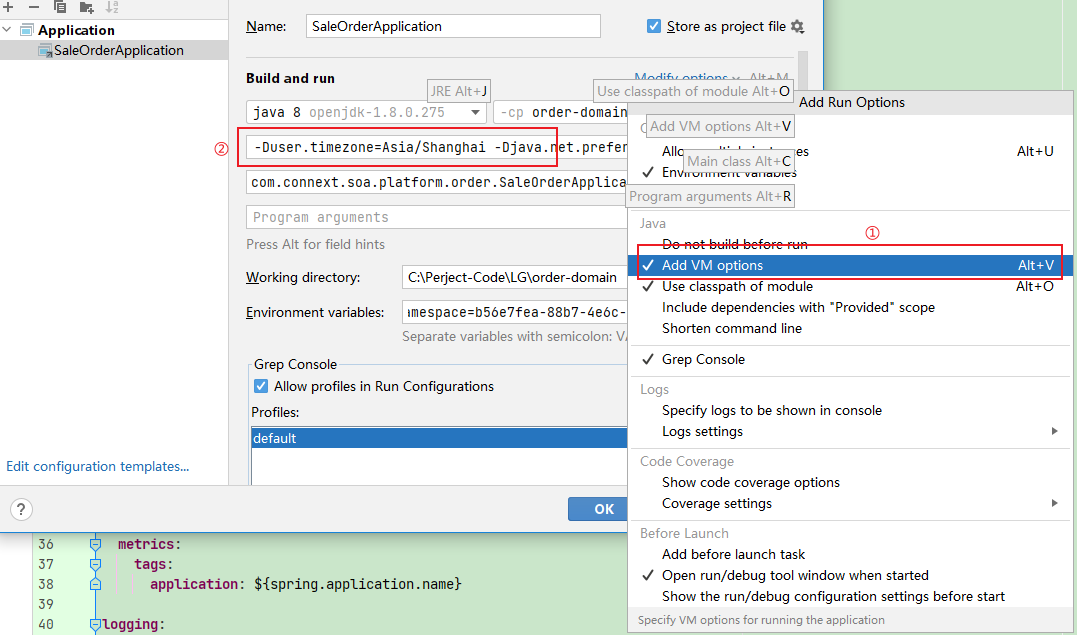 Application
SaleOrderApplication
Edit configuration templates...
Name:
SaleOrderApplication
Store as project file
Build and run
Modify options
Alt+M
JRE Alt+J
Use classpath of module Alt+O
java 8 openjdk-1.8.0.275
-cp order-domain
②
-Duser.timezone=Asia/Shanghai -Djava.net.prefer
com.connext.soa.platform.order.SaleOrderApplica
Program arguments
Press Alt for field hints
Working directory:
C:\Perject-Code\LG\order-domain
Environment variables:
amespace=b56e7fea-88b7-4e6c-
Separate variables with semicolon: VA
Grep Console
Allow profiles in Run Configurations
Profiles:
default
?
OK
Add Run Options
Add VM options Alt+V
Alt+U
Main class Alt+C
Environment variables
Program arguments Alt+R
Java
①
Do not build before run
Add VM options
Alt+V
Use classpath of module
Alt+O
Include dependencies with "Provided" scope
Shorten command line
Grep Console
Logs
Specify logs to be shown in console
Logs settings
Code Coverage
Show code coverage options
Coverage settings
Before Launch
Add before launch task
Open run/debug tool window when started
Show the run/debug configuration settings before start
Specify VM options for running the application
36 metrics:
37 tags:
38 application: ${spring.application.name}
39
40 logging: